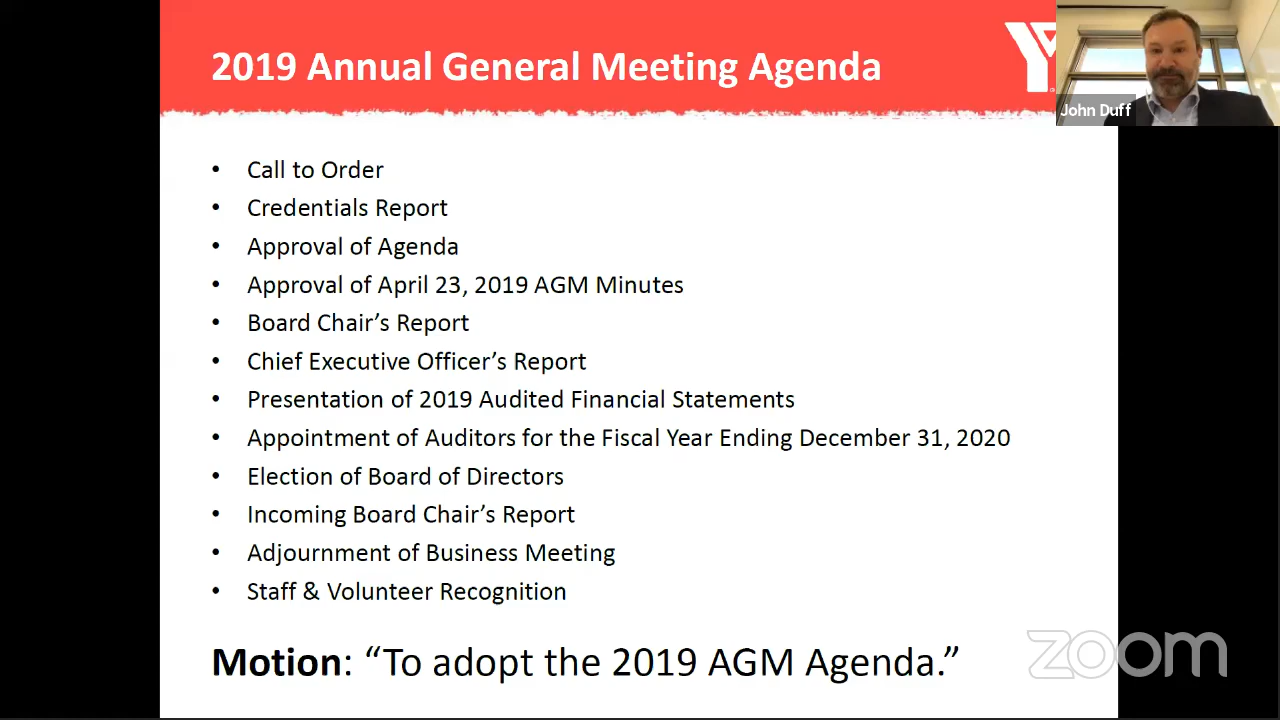 2019 Annual General Meeting Agenda
John Duff
• Call to Order
• Credentials Report
• Approval of Agenda
• Approval of April 23, 2019 AGM Minutes
• Board Chair’s Report
• Chief Executive Officer’s Report
• Presentation of 2019 Audited Financial Statements
• Appointment of Auditors for the Fiscal Year Ending December 31, 2020
• Election of Board of Directors
• Incoming Board Chair’s Report
• Adjournment of Business Meeting
• Staff & Volunteer Recognition
Motion: “To adopt the 2019 AGM Agenda.”
zoom